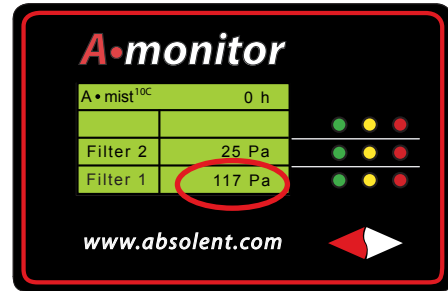 A•monitor
A•mist10C 0 h
Filter 2 25 Pa
Filter 1 117 Pa
www.absolent.com